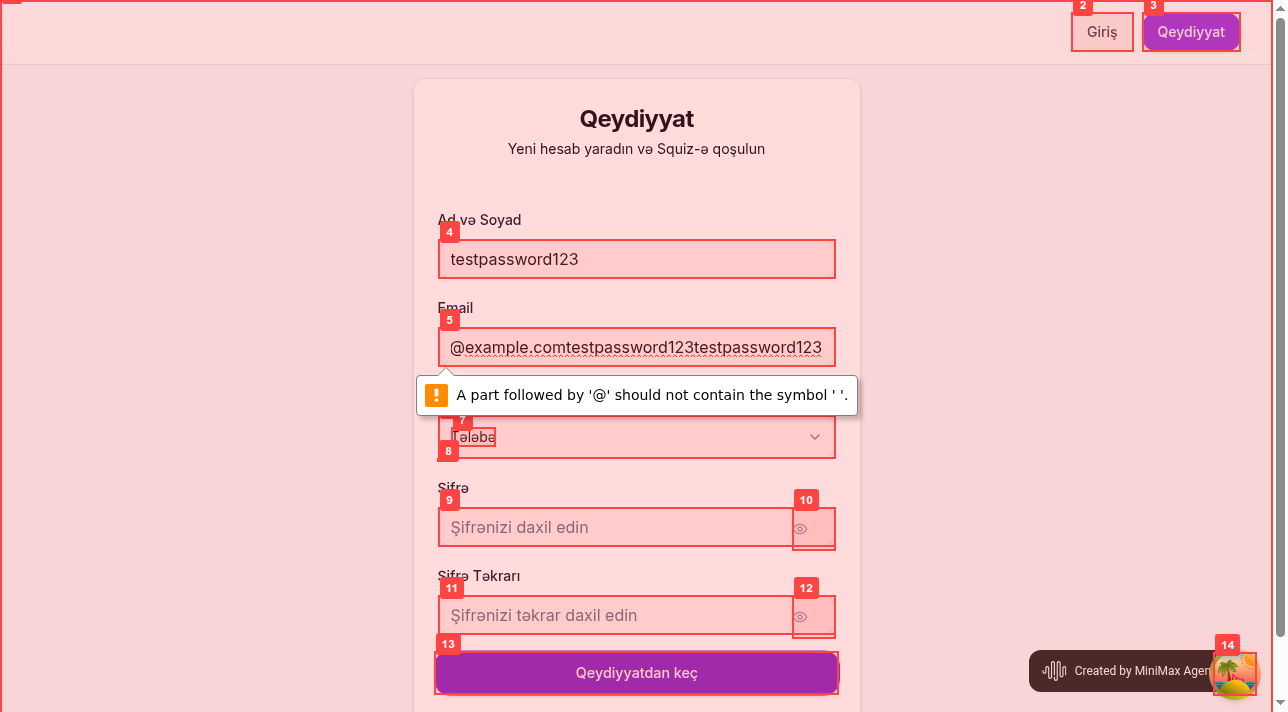 2
3
Giriş
Qeydiyyat
Qeydiyyat
Yeni hesab yaradın və Squiz-ə qoşulun
Ad və Soyad
4
testpassword123
Email
5
@example.comtestpassword123testpassword123
A part followed by '@' should not contain the symbol ' '.
7
Tələbə
8
Şifrə
9
10
Şifrənizi daxil edin
Şifrə Təkrarı
11
12
Şifrənizi təkrar daxil edin
13
Qeydiyyatdan keç
14
Created by MiniMax Agen